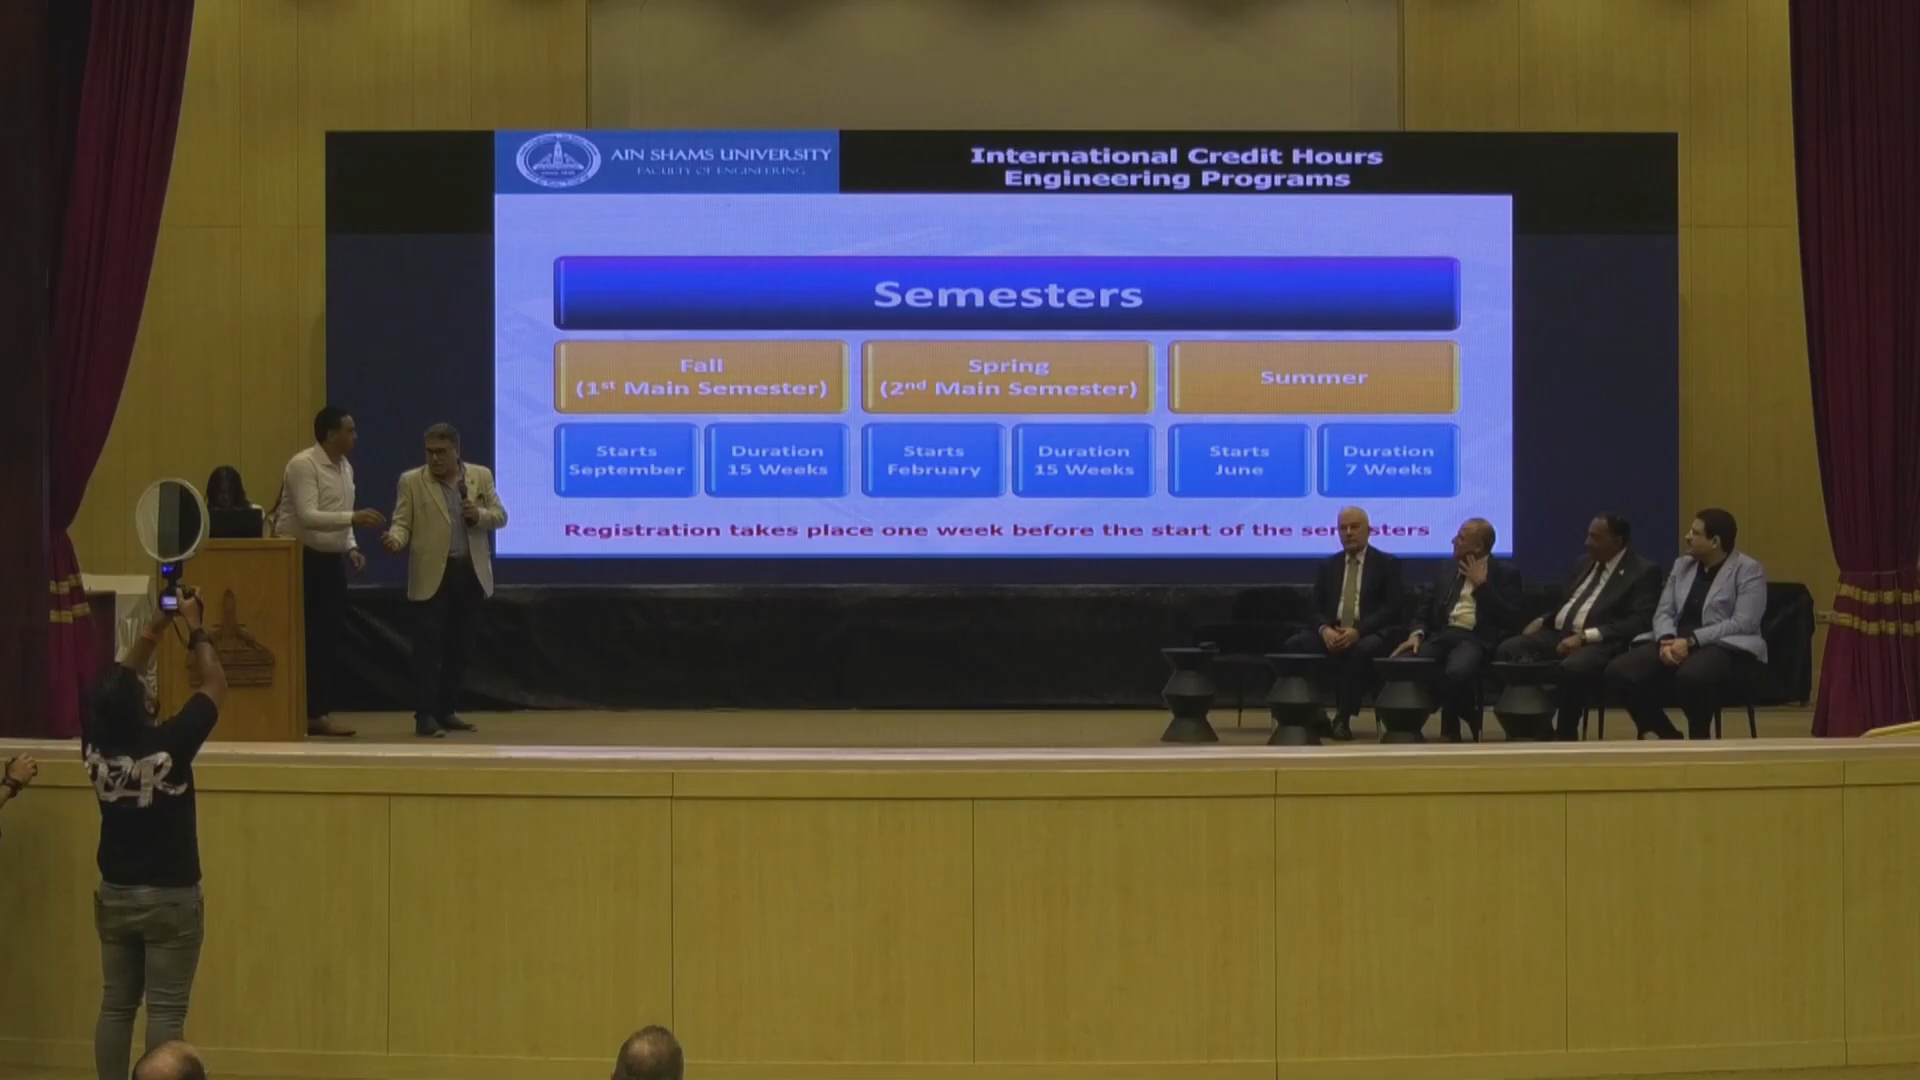 AIN SHAMS UNIVERSITY
FACULTY OF ENGINEERING
International Credit Hours
Engineering Programs
Semesters
Fall
(1st Main Semester)
Spring
(2nd Main Semester)
Summer
Starts
September
Duration
15 Weeks
Starts
February
Duration
15 Weeks
Starts
June
Duration
7 Weeks
Registration takes place one week before the start of the